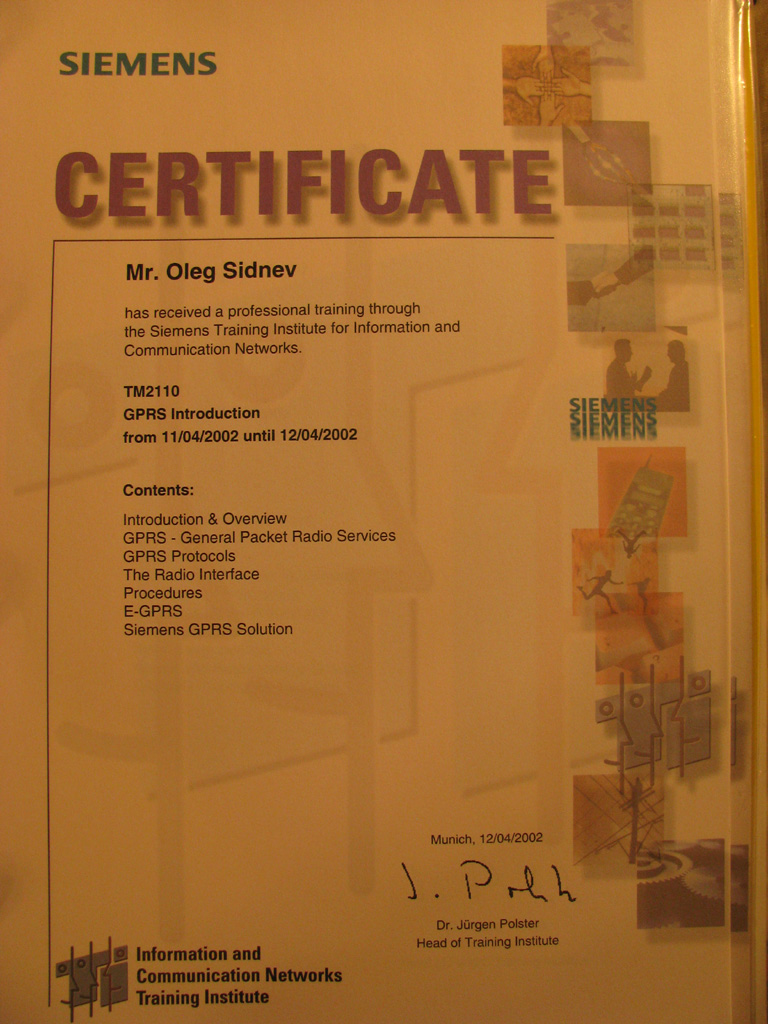 SIEMENS
CERTIFICATE
Mr. Oleg Sidnev
has received a professional training through
the Siemens Training Institute for Information and
Communication Networks.
TM2110
GPRS Introduction
from 11/04/2002 until 12/04/2002
SIEMENS
SIEMENS
Contents:
Introduction & Overview
GPRS - General Packet Radio Services
GPRS Protocols
The Radio Interface
Procedures
E-GPRS
Siemens GPRS Solution
Munich, 12/04/2002
J. Polster
Dr. Jürgen Polster
Head of Training Institute
Information and
Communication Networks
Training Institute